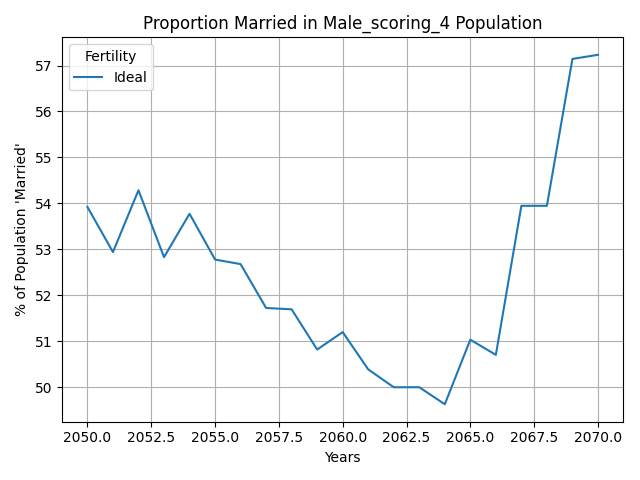 Proportion Married in Male_scoring_4 Population
Fertility
Ideal
% of Population 'Married'
57
56
55
54
53
52
51
50
2050.0 2052.5 2055.0 2057.5 2060.0 2062.5 2065.0 2067.5 2070.0
Years